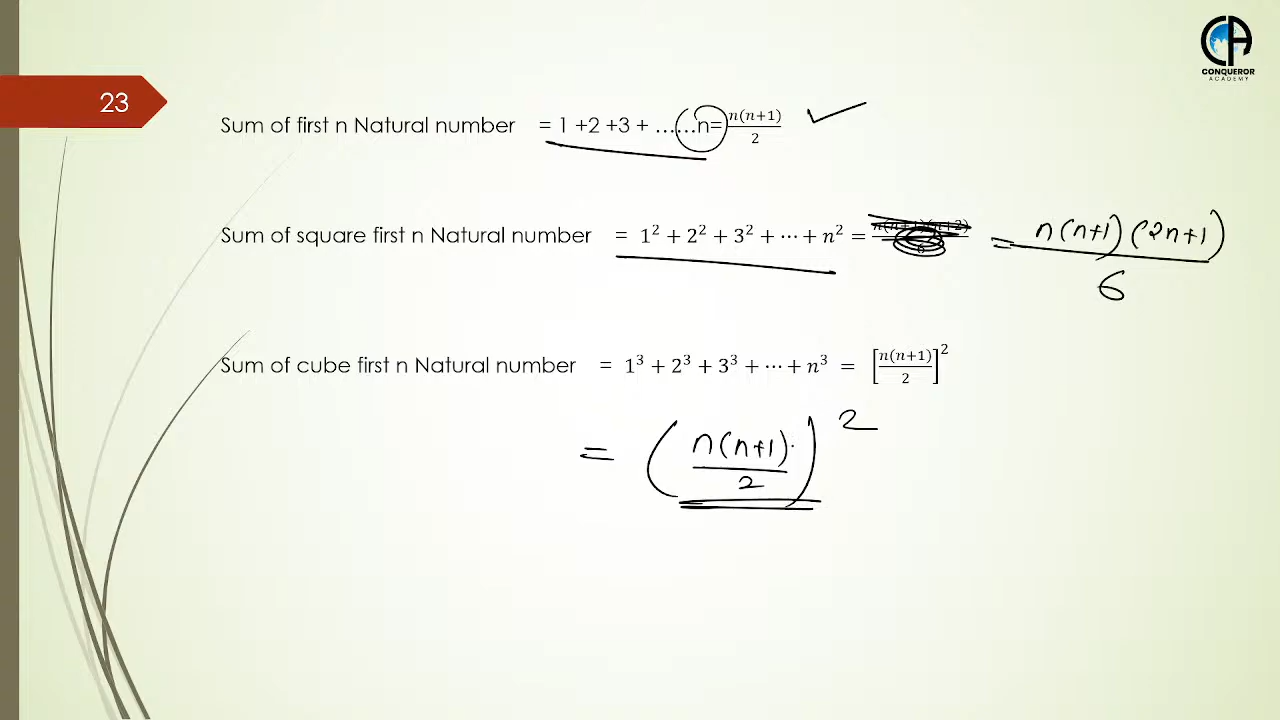 CONQUEROR
ACADEMY
23
Sum of first n Natural number = 1 +2 +3 + ......n= n(n+1)/2
Sum of square first n Natural number = 1² + 2² + 3² + ⋯ + n² = = n(n+1)(2n+1)/6
Sum of cube first n Natural number = 1³ + 2³ + 3³ + ⋯ + n³ = [n(n+1)/2]²
= (n(n+1)/2)²